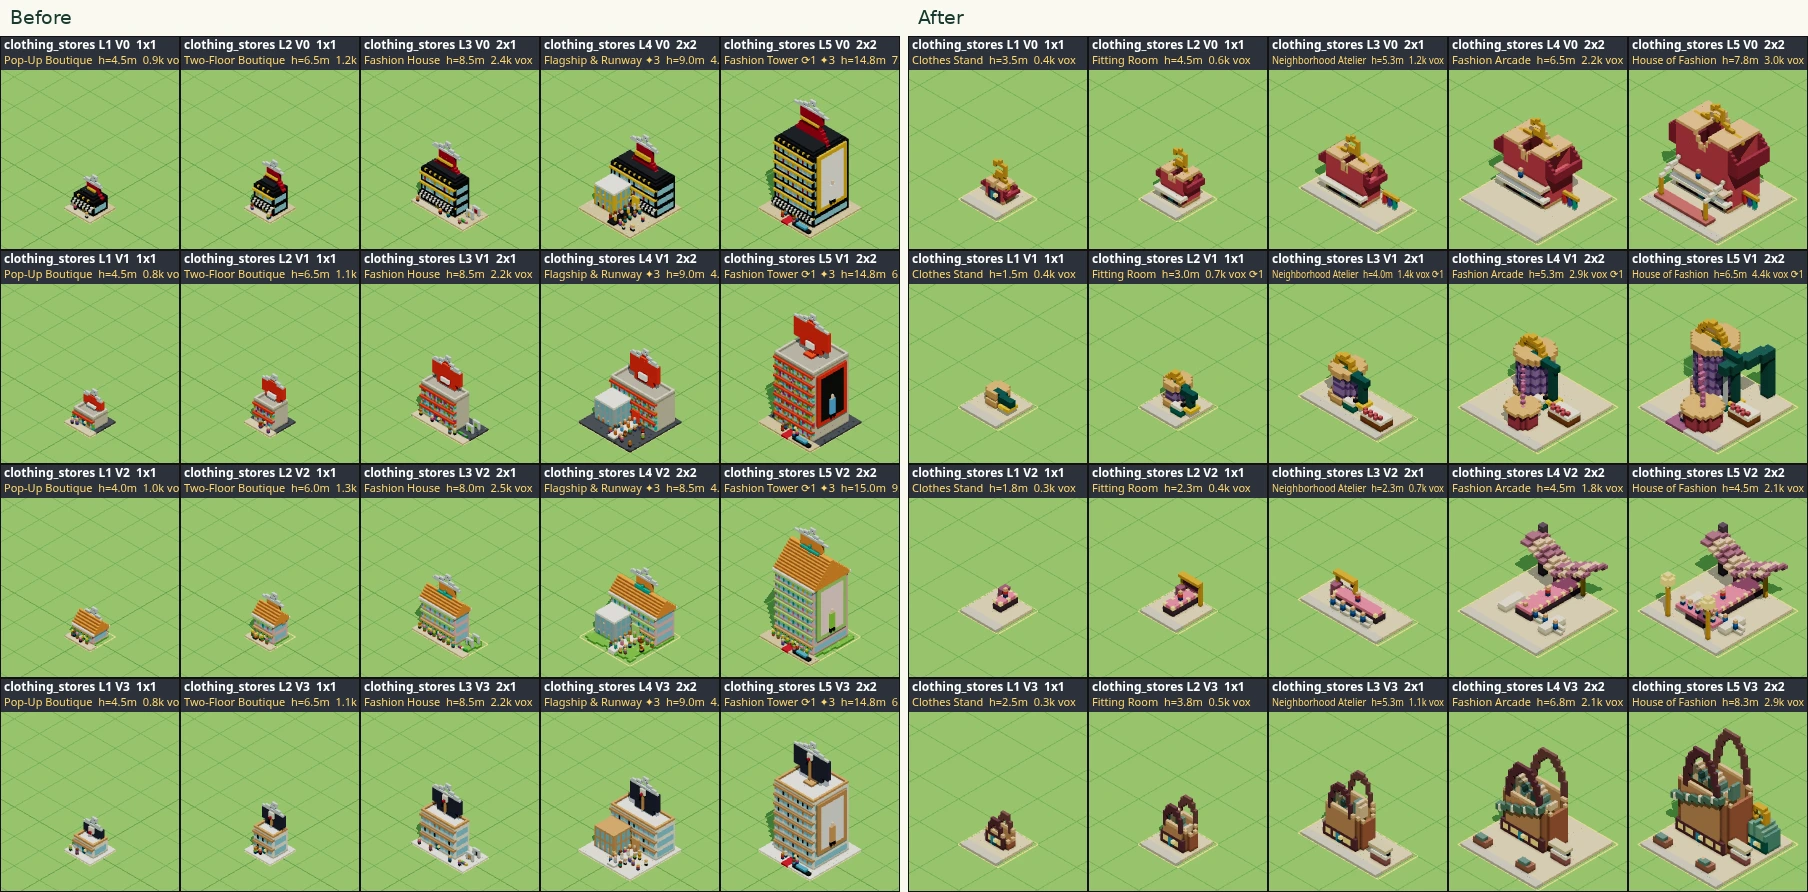 Before
After
clothing_stores L1 V0 1x1
Pop-Up Boutique h=4.5m 0.9k vo
clothing_stores L2 V0 1x1
Two-Floor Boutique h=6.5m 1.2k
clothing_stores L3 V0 2x1
Fashion House h=8.5m 2.4k vox
clothing_stores L4 V0 2x2
Flagship & Runway ✦3 h=9.0m 4.
clothing_stores L5 V0 2x2
Fashion Tower ⟳1 ✦3 h=14.8m 7
clothing_stores L1 V0 1x1
Clothes Stand h=3.5m 0.4k vox
clothing_stores L2 V0 1x1
Fitting Room h=4.5m 0.6k vox
clothing_stores L3 V0 2x1
Neighborhood Atelier h=5.3m 1.2k vox
clothing_stores L4 V0 2x2
Fashion Arcade h=6.5m 2.2k vox
clothing_stores L5 V0 2x2
House of Fashion h=7.8m 3.0k vox
clothing_stores L1 V1 1x1
Pop-Up Boutique h=4.5m 0.8k vo
clothing_stores L2 V1 1x1
Two-Floor Boutique h=6.5m 1.1k
clothing_stores L3 V1 2x1
Fashion House h=8.5m 2.2k vox
clothing_stores L4 V1 2x2
Flagship & Runway ✦3 h=9.0m 4.
clothing_stores L5 V1 2x2
Fashion Tower ⟳1 ✦3 h=14.8m 6
clothing_stores L1 V1 1x1
Clothes Stand h=1.5m 0.4k vox
clothing_stores L2 V1 1x1
Fitting Room h=3.0m 0.7k vox ⟳1
clothing_stores L3 V1 2x1
Neighborhood Atelier h=4.0m 1.4k vox ⟳1
clothing_stores L4 V1 2x2
Fashion Arcade h=5.3m 2.9k vox ⟳1
clothing_stores L5 V1 2x2
House of Fashion h=6.5m 4.4k vox ⟳1
clothing_stores L1 V2 1x1
Pop-Up Boutique h=4.0m 1.0k vo
clothing_stores L2 V2 1x1
Two-Floor Boutique h=6.0m 1.3k
clothing_stores L3 V2 2x1
Fashion House h=8.0m 2.5k vox
clothing_stores L4 V2 2x2
Flagship & Runway ✦3 h=8.5m 4.
clothing_stores L5 V2 2x2
Fashion Tower ⟳1 ✦3 h=15.0m 9
clothing_stores L1 V2 1x1
Clothes Stand h=1.8m 0.3k vox
clothing_stores L2 V2 1x1
Fitting Room h=2.3m 0.4k vox
clothing_stores L3 V2 2x1
Neighborhood Atelier h=2.3m 0.7k vox
clothing_stores L4 V2 2x2
Fashion Arcade h=4.5m 1.8k vox
clothing_stores L5 V2 2x2
House of Fashion h=4.5m 2.1k vox
clothing_stores L1 V3 1x1
Pop-Up Boutique h=4.5m 0.8k vo
clothing_stores L2 V3 1x1
Two-Floor Boutique h=6.5m 1.1k
clothing_stores L3 V3 2x1
Fashion House h=8.5m 2.2k vox
clothing_stores L4 V3 2x2
Flagship & Runway ✦3 h=9.0m 4.
clothing_stores L5 V3 2x2
Fashion Tower ⟳1 ✦3 h=14.8m 6
clothing_stores L1 V3 1x1
Clothes Stand h=2.5m 0.3k vox
clothing_stores L2 V3 1x1
Fitting Room h=3.8m 0.5k vox
clothing_stores L3 V3 2x1
Neighborhood Atelier h=5.3m 1.1k vox
clothing_stores L4 V3 2x2
Fashion Arcade h=6.8m 2.1k vox
clothing_stores L5 V3 2x2
House of Fashion h=8.3m 2.9k vox